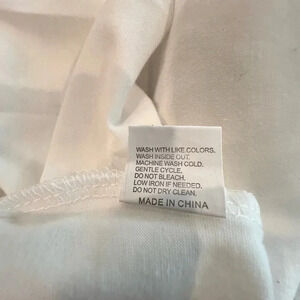 WASH WITH LIKE COLORS.
WASH INSIDE OUT.
MACHINE WASH COLD.
GENTLE CYCLE.
DO NOT BLEACH.
LOW IRON IF NEEDED.
DO NOT DRY CLEAN.
MADE IN CHINA